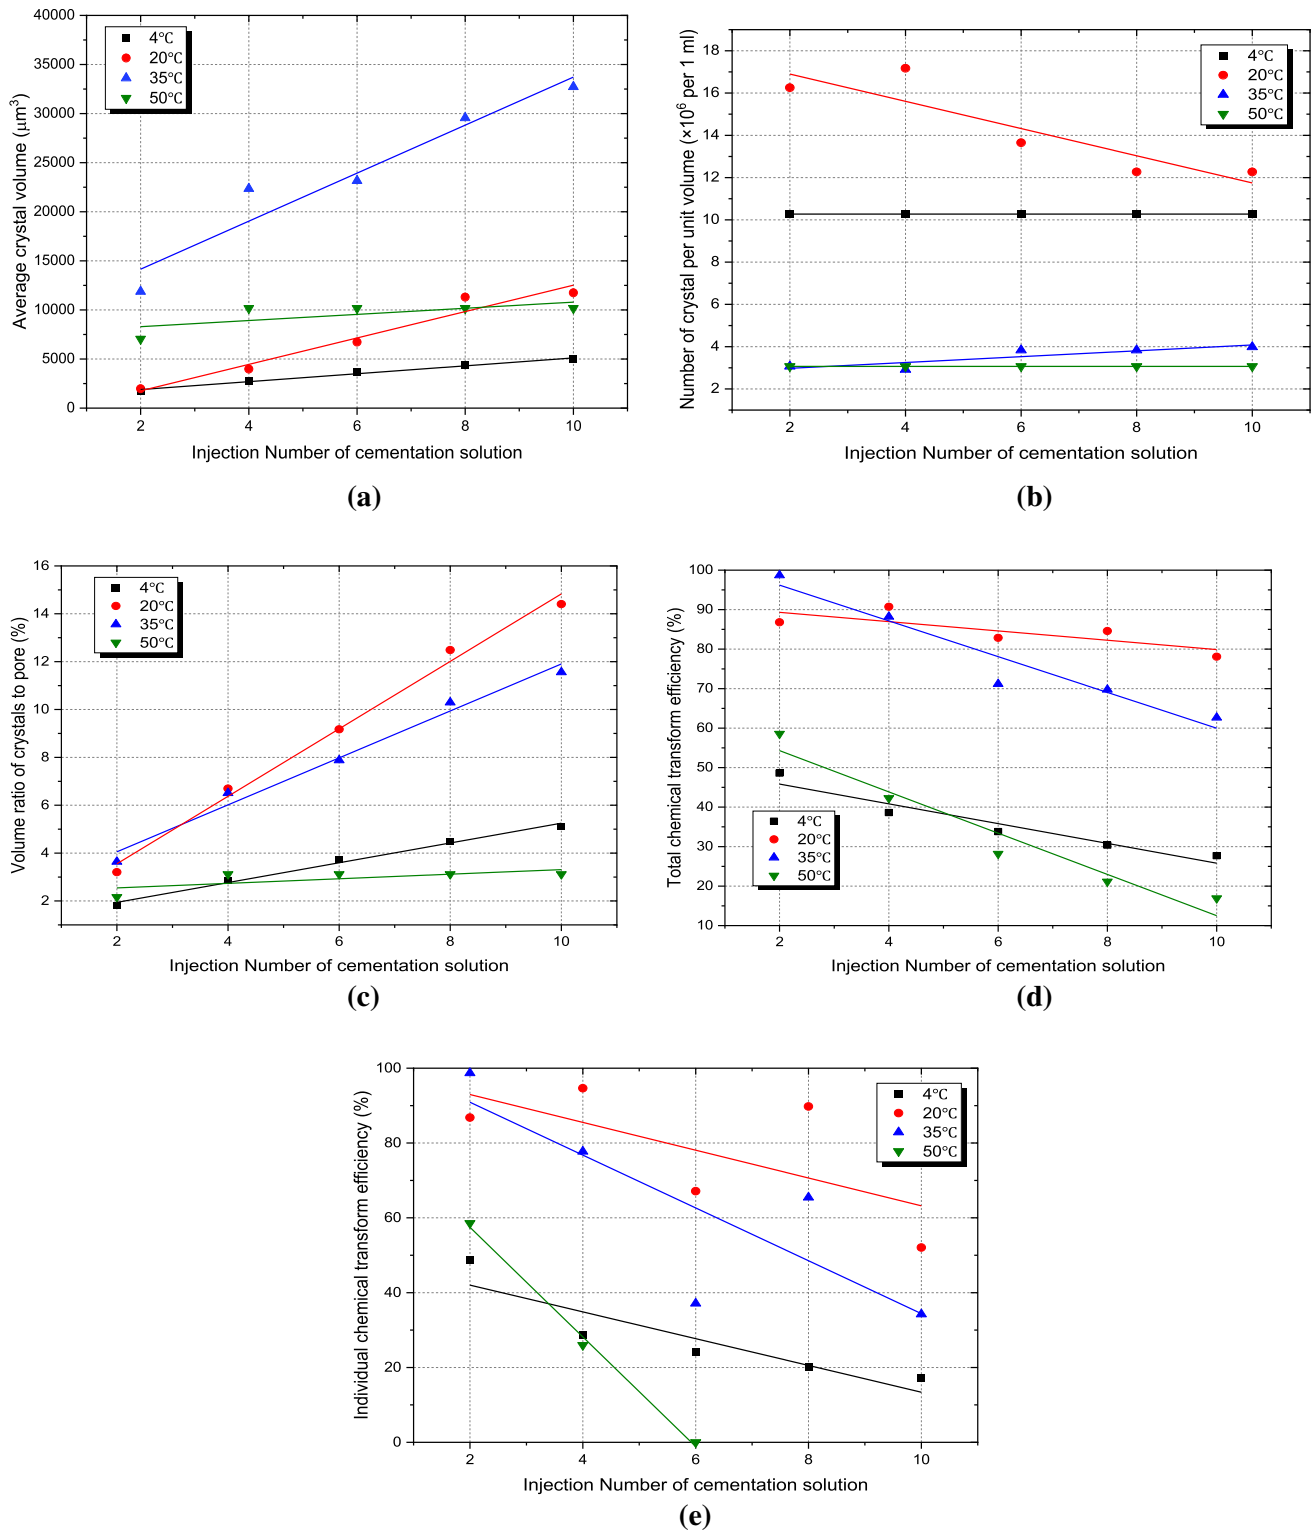 40000
35000
30000
25000
20000
15000
10000
5000
0
Average crystal volume (μm³)
4°C
20°C
35°C
50°C
2 4 6 8 10
Injection Number of cementation solution
(a)
18
16
14
12
10
8
6
4
2
Number of crystal per unit volume (×10⁶ per 1 ml)
4°C
20°C
35°C
50°C
2 4 6 8 10
Injection Number of cementation solution
(b)
16
14
12
10
8
6
4
2
Volume ratio of crystals to pore (%)
4°C
20°C
35°C
50°C
2 4 6 8 10
Injection Number of cementation solution
(c)
100
90
80
70
60
50
40
30
20
10
Total chemical transform efficiency (%)
4°C
20°C
35°C
50°C
2 4 6 8 10
Injection Number of cementation solution
(d)
100
80
60
40
20
0
Individual chemical transform efficiency (%)
4°C
20°C
35°C
50°C
2 4 6 8 10
Injection Number of cementation solution
(e)